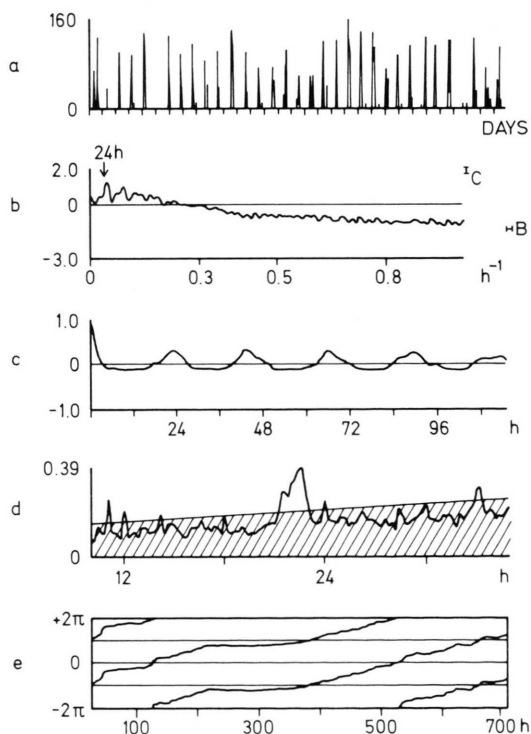 160
a
0
DAYS
24h
2.0
C
b
0
B
-3.0
0 0.3 0.5 0.8 h⁻¹
1.0
c
0
-1.0
24 48 72 96 h
0.39
d
0
12 24 h
+2π
e
0
-2π
100 300 500 700 h